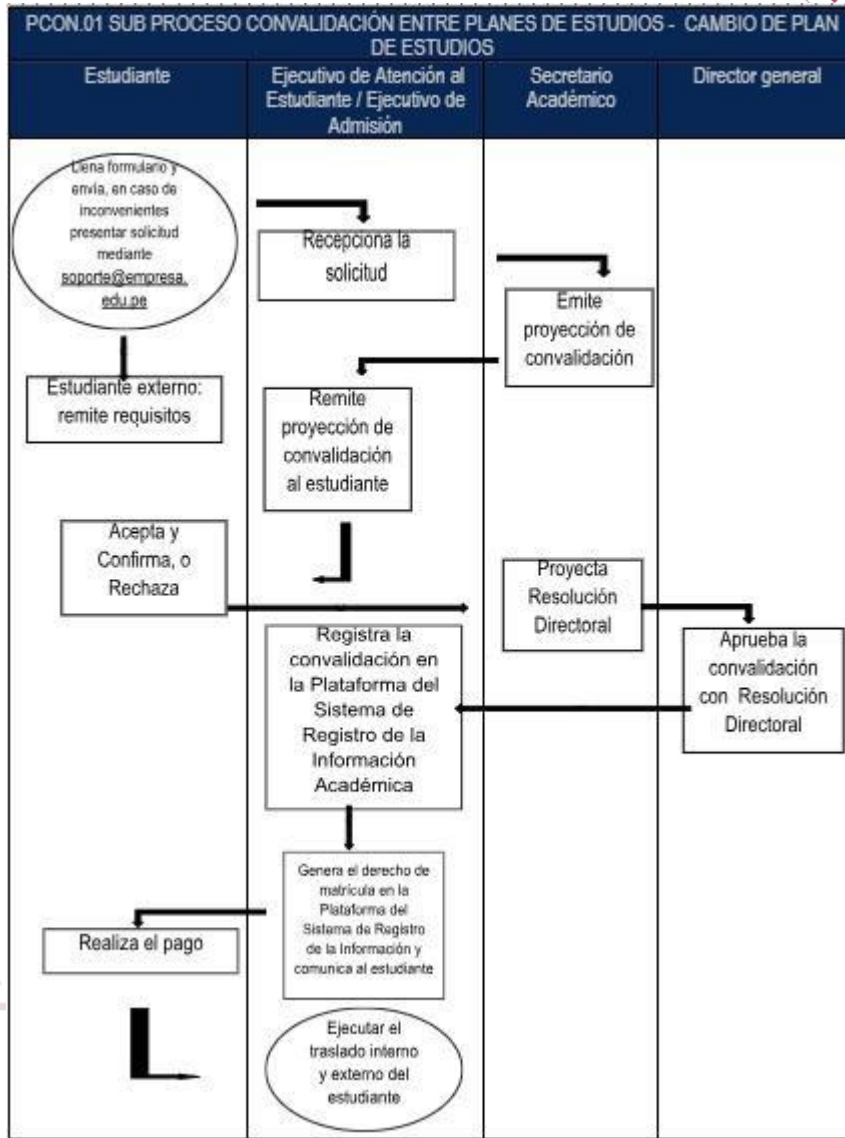 PCON.01 SUB PROCESO CONVALIDACIÓN ENTRE PLANES DE ESTUDIOS - CAMBIO DE PLAN
DE ESTUDIOS
Estudiante
Ejecutivo de Atención al
Estudiante / Ejecutivo de
Admisión
Secretario
Académico
Director general
Llena formulario y
envía, en caso de
inconvenientes
presentar solicitud
mediante
soporte@empresa.
edu.pe
Recepciona la
solicitud
Emite
proyección de
convalidación
Estudiante externo:
remite requisitos
Remite
proyección de
convalidación
al estudiante
Acepta y
Confirma, o
Rechaza
Proyecta
Resolución
Directoral
Aprueba la
convalidación
con Resolución
Directoral
Registra la
convalidación en
la Plataforma del
Sistema de
Registro de la
Información
Académica
Genera el derecho de
matrícula en la
Plataforma del
Sistema de Registro
de la Información y
comunica al estudiante
Realiza el pago
Ejecutar el
traslado interno
y externo del
estudiante